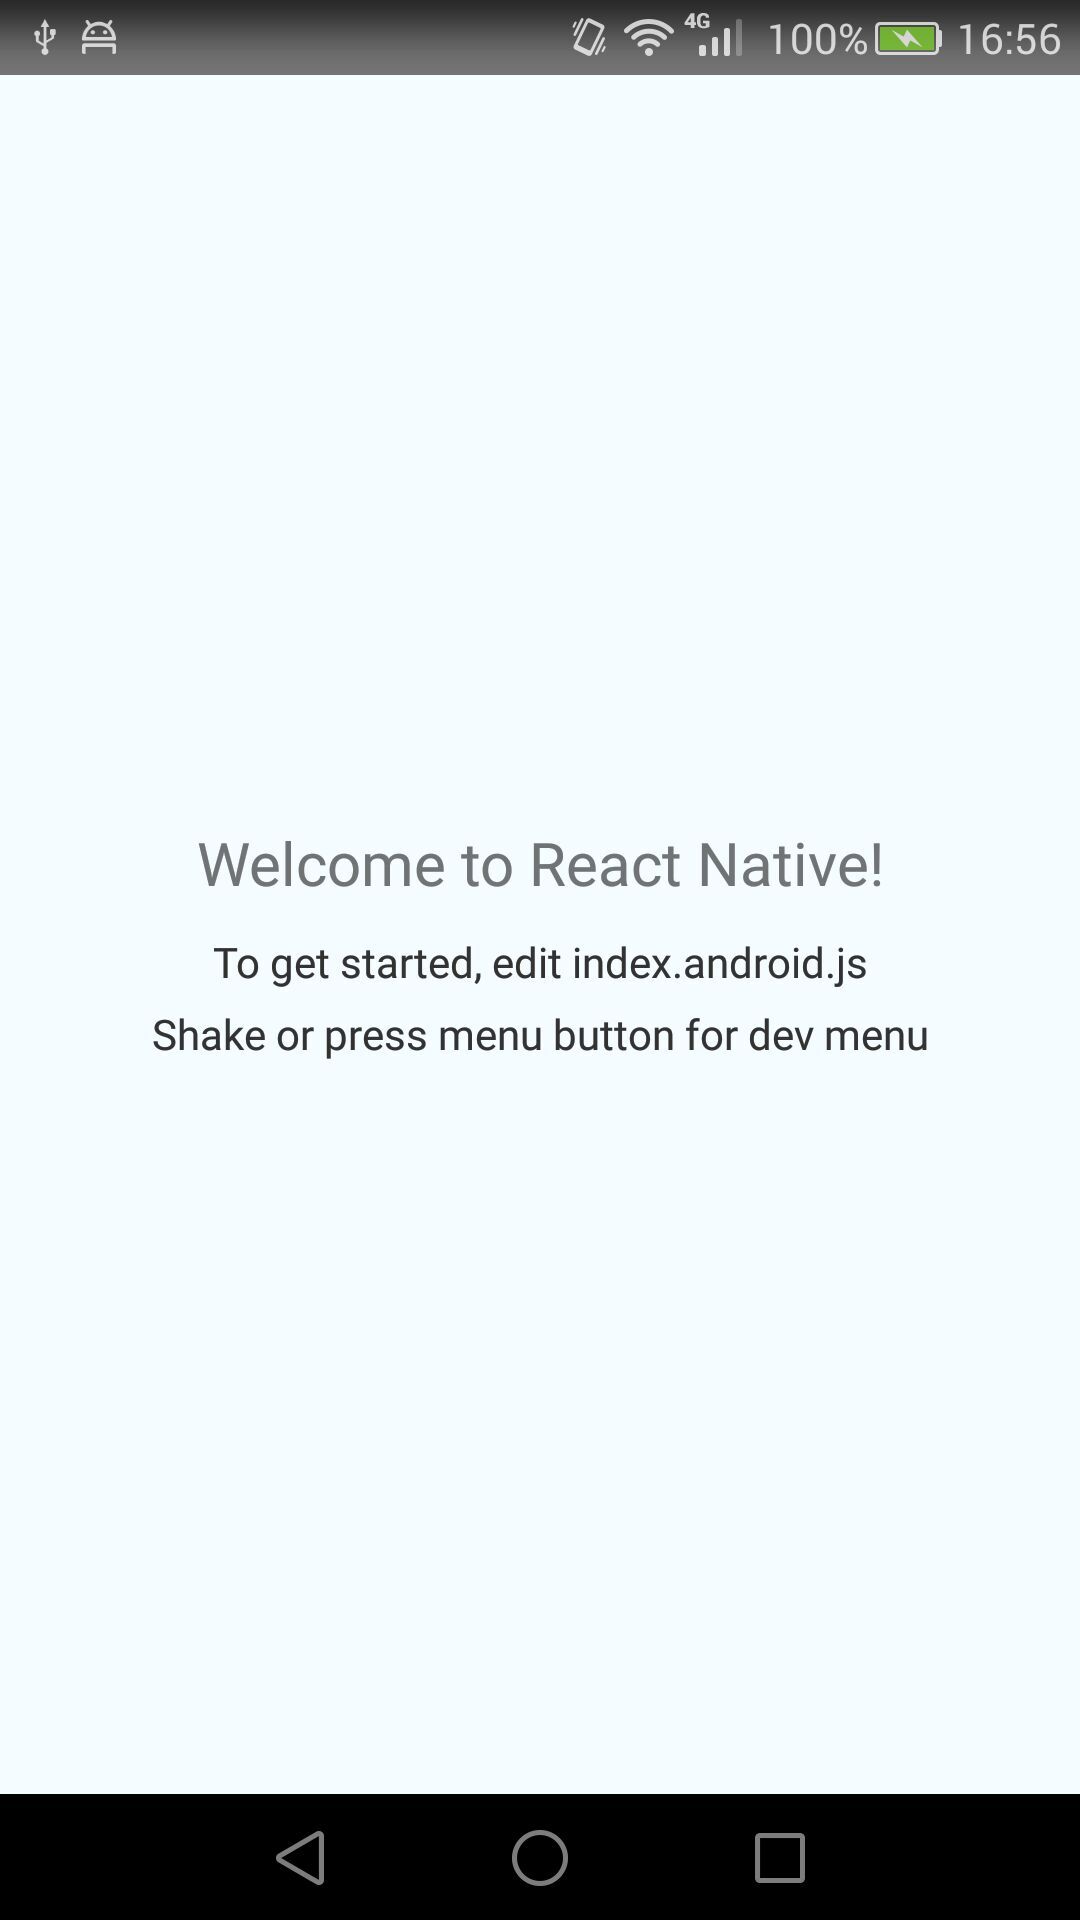 4G 100% 16:56
Welcome to React Native!
To get started, edit index.android.js
Shake or press menu button for dev menu